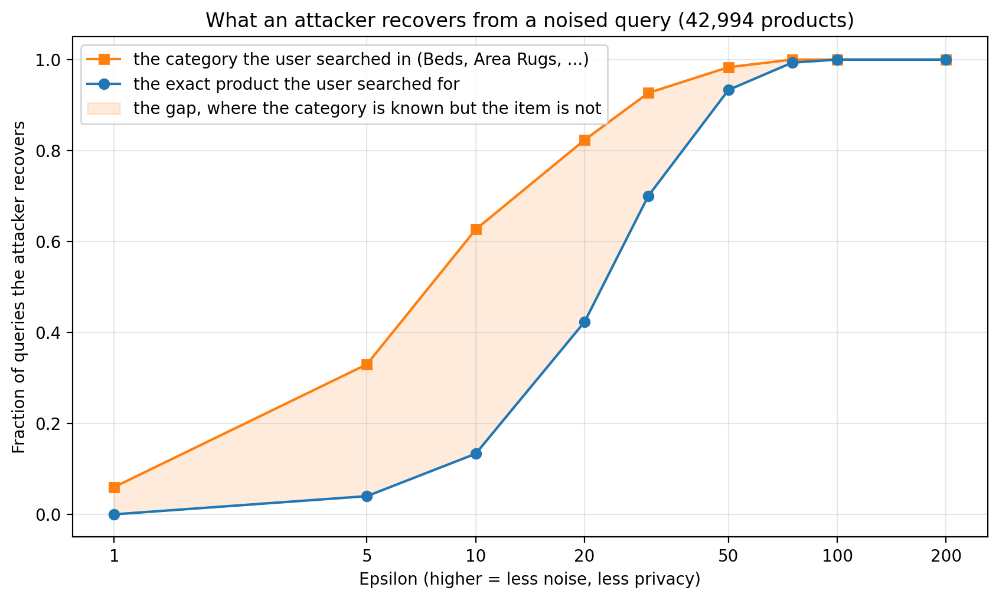 What an attacker recovers from a noised query (42,994 products)
the category the user searched in (Beds, Area Rugs, ...)
the exact product the user searched for
the gap, where the category is known but the item is not
Fraction of queries the attacker recovers
1.0
0.8
0.6
0.4
0.2
0.0
1 5 10 20 50 100 200
Epsilon (higher = less noise, less privacy)